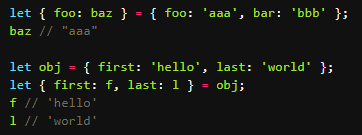 let { foo: baz } = { foo: 'aaa', bar: 'bbb' };
baz // "aaa"

let obj = { first: 'hello', last: 'world' };
let { first: f, last: l } = obj;
f // 'hello'
l // 'world'